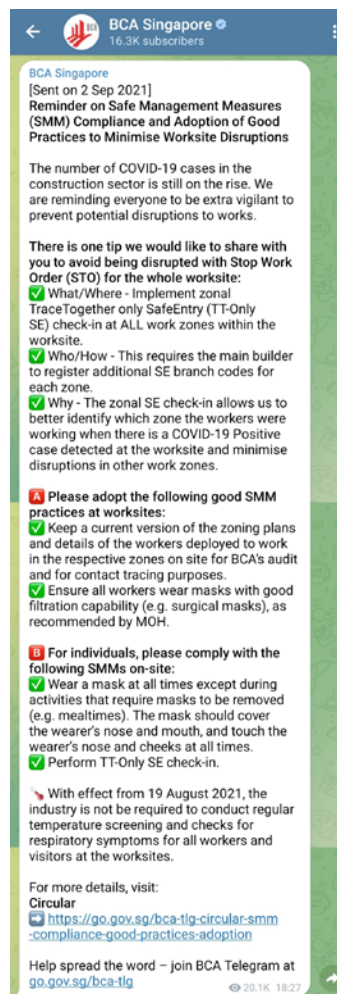 BCA Singapore
16.3K subscribers
BCA Singapore
[Sent on 2 Sep 2021]
Reminder on Safe Management Measures
(SMM) Compliance and Adoption of Good
Practices to Minimise Worksite Disruptions
The number of COVID-19 cases in the
construction sector is still on the rise. We
are reminding everyone to be extra vigilant to
prevent potential disruptions to works.
There is one tip we would like to share with
you to avoid being disrupted with Stop Work
Order (STO) for the whole worksite:
✅ What/Where - Implement zonal
TraceTogether only SafeEntry (TT-Only
SE) check-in at ALL work zones within the
worksite.
✅ Who/How - This requires the main builder
to register additional SE branch codes for
each zone.
✅ Why - The zonal SE check-in allows us to
better identify which zone the workers were
working when there is a COVID-19 Positive
case detected at the worksite and minimise
disruptions in other work zones.
🅰 Please adopt the following good SMM
practices at worksites:
✅ Keep a current version of the zoning plans
and details of the workers deployed to work
in the respective zones on site for BCA's audit
and for contact tracing purposes.
✅ Ensure all workers wear masks with good
filtration capability (e.g. surgical masks), as
recommended by MOH.
🅱 For individuals, please comply with the
following SMMs on-site:
✅ Wear a mask at all times except during
activities that require masks to be removed
(e.g. mealtimes). The mask should cover
the wearer's nose and mouth, and touch the
wearer's nose and cheeks at all times.
✅ Perform TT-Only SE check-in.
With effect from 19 August 2021, the
industry is not be required to conduct regular
temperature screening and checks for
respiratory symptoms for all workers and
visitors at the worksites.
For more details, visit:
Circular
➡ https://go.gov.sg/bca-tlg-circular-smm
-compliance-good-practices-adoption
Help spread the word – join BCA Telegram at
go.gov.sg/bca-tlg
20.1K 18:27